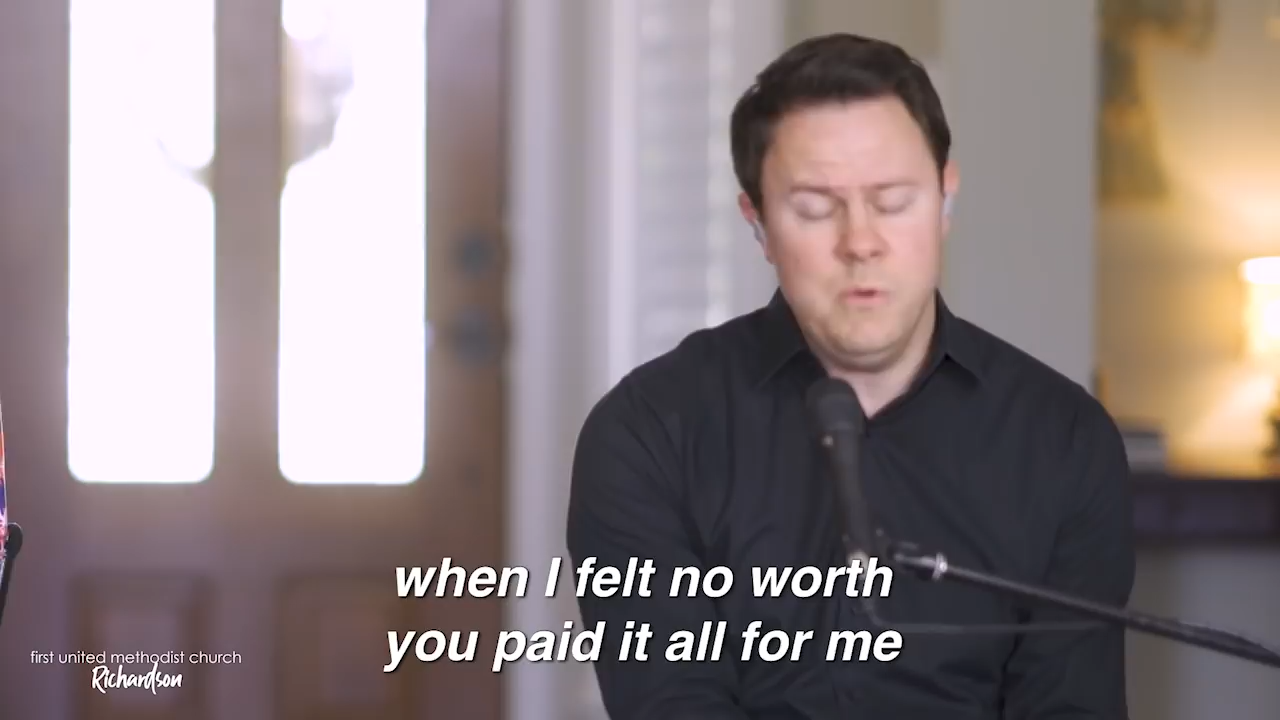 when I felt no worth
you paid it all for me
first united methodist church
Richardson